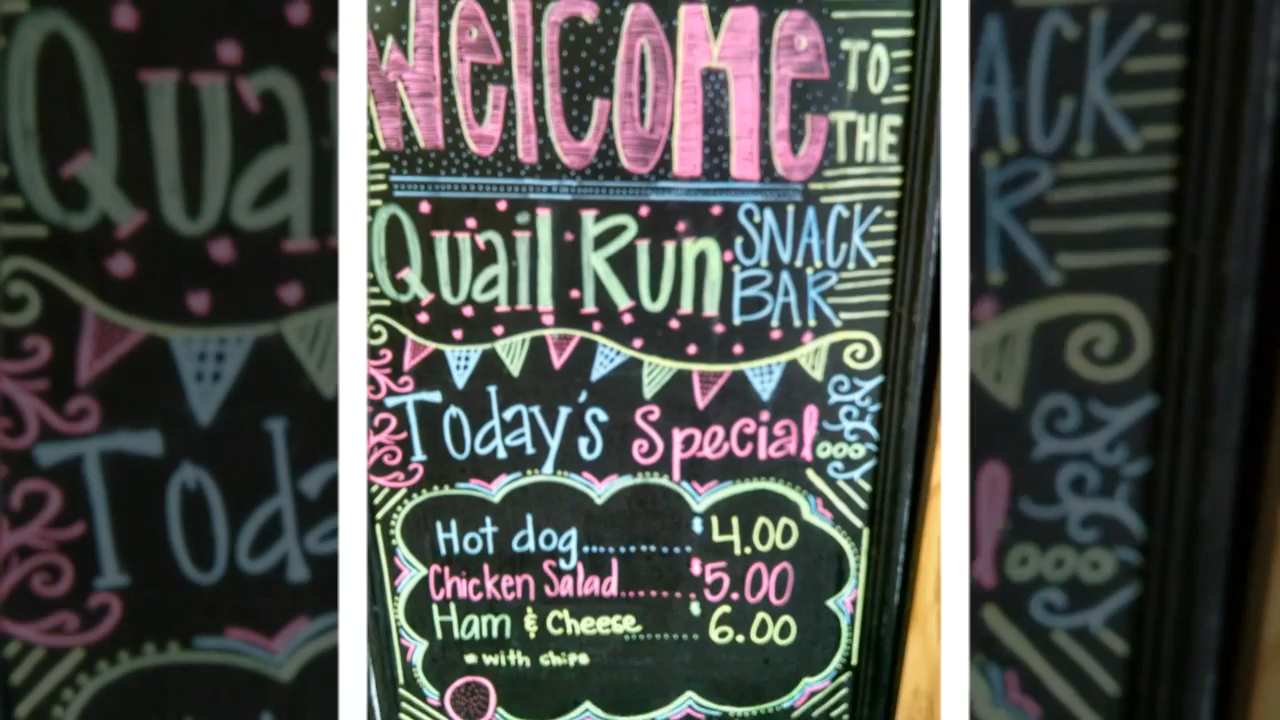 Welcome TO
THE
Quail Run SNACK
BAR
Today's Special...
Hot dog............$4.00
Chicken Salad.......$5.00
Ham & Cheese.........$6.00
*with chips